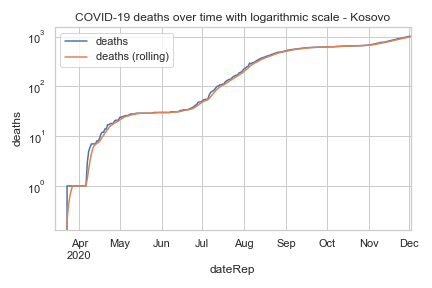 COVID-19 deaths over time with logarithmic scale - Kosovo
deaths
deaths (rolling)
10³
10²
10¹
10⁰
deaths
Apr May Jun Jul Aug Sep Oct Nov Dec
2020
dateRep